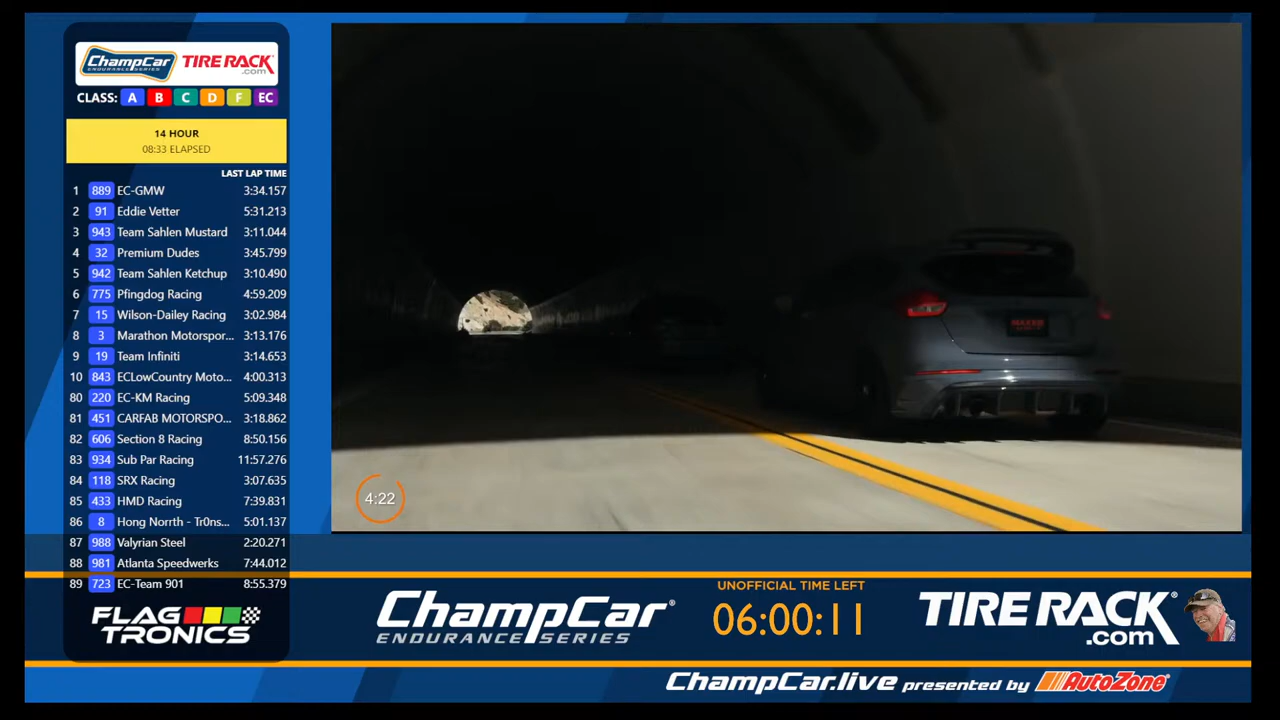 ChampCar
ENDURANCE SERIES
TIRE RACK
.com
CLASS: A B C D F EC
14 HOUR
08:33 ELAPSED
LAST LAP TIME
1 889 EC-GMW 3:34.157
2 91 Eddie Vetter 5:31.213
3 943 Team Sahlen Mustard 3:11.044
4 32 Premium Dudes 3:45.799
5 942 Team Sahlen Ketchup 3:10.490
6 775 Pfingdog Racing 4:59.209
7 15 Wilson-Dailey Racing 3:02.984
8 3 Marathon Motorspor... 3:13.176
9 19 Team Infiniti 3:14.653
10 843 ECLowCountry Moto... 4:00.313
80 220 EC-KM Racing 5:09.348
81 451 CARFAB MOTORSPO... 3:18.862
82 606 Section 8 Racing 8:50.156
83 934 Sub Par Racing 11:57.276
84 118 SRX Racing 3:07.635
85 433 HMD Racing 7:39.831
86 8 Hong Norrth - Tr0ns... 5:01.137
87 988 Valyrian Steel 2:20.271
88 981 Atlanta Speedwerks 7:44.012
89 723 EC-Team 901 8:55.379
FLAG
TRONICS
4:22
ChampCar®
ENDURANCE SERIES
UNOFFICIAL TIME LEFT
06:00:11
TIRE RACK®
.com
ChampCar.live presented by AutoZone